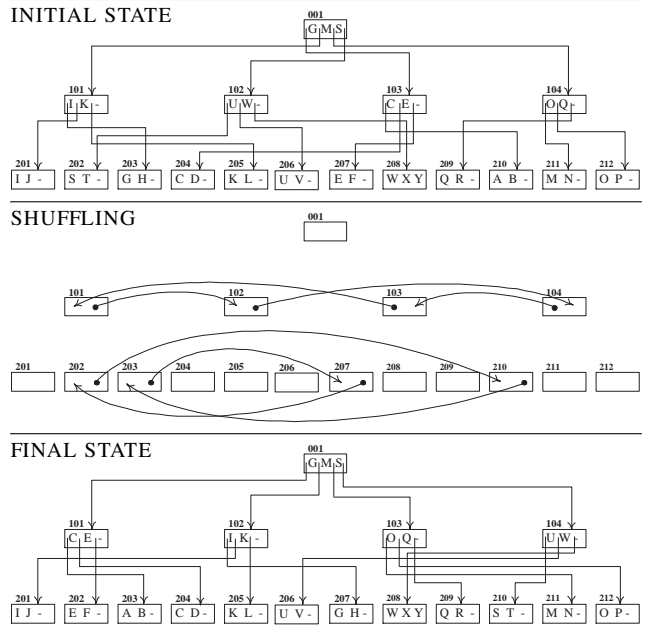 INITIAL STATE
001
G M S
101 102 103 104
I K - U W - C E - O Q -
201 202 203 204 205 206 207 208 209 210 211 212
I J - S T - G H - C D - K L - U V - E F - W X Y Q R - A B - M N - O P -
SHUFFLING
001
101 102 103 104
201 202 203 204 205 206 207 208 209 210 211 212
FINAL STATE
001
G M S
101 102 103 104
C E - I K - O Q - U W -
201 202 203 204 205 206 207 208 209 210 211 212
I J - E F - A B - C D - K L - U V - G H - W X Y Q R - S T - M N - O P -